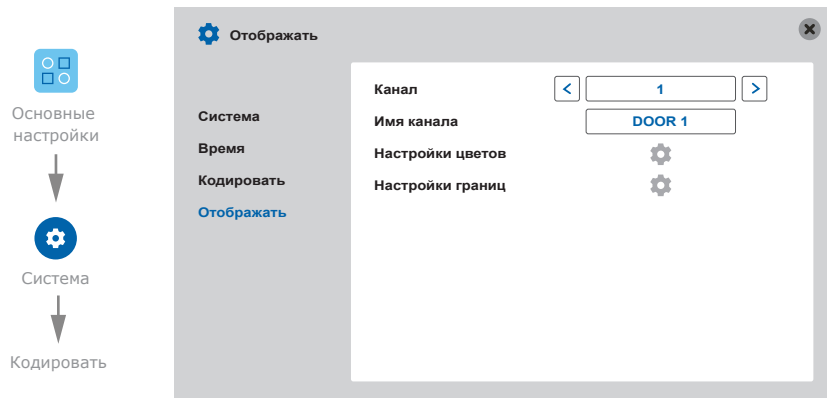 Основные
настройки
Система
Кодировать
Отображать
Система
Время
Кодировать
Отображать
Канал
< 1 >
Имя канала
DOOR 1
Настройки цветов
Настройки границ